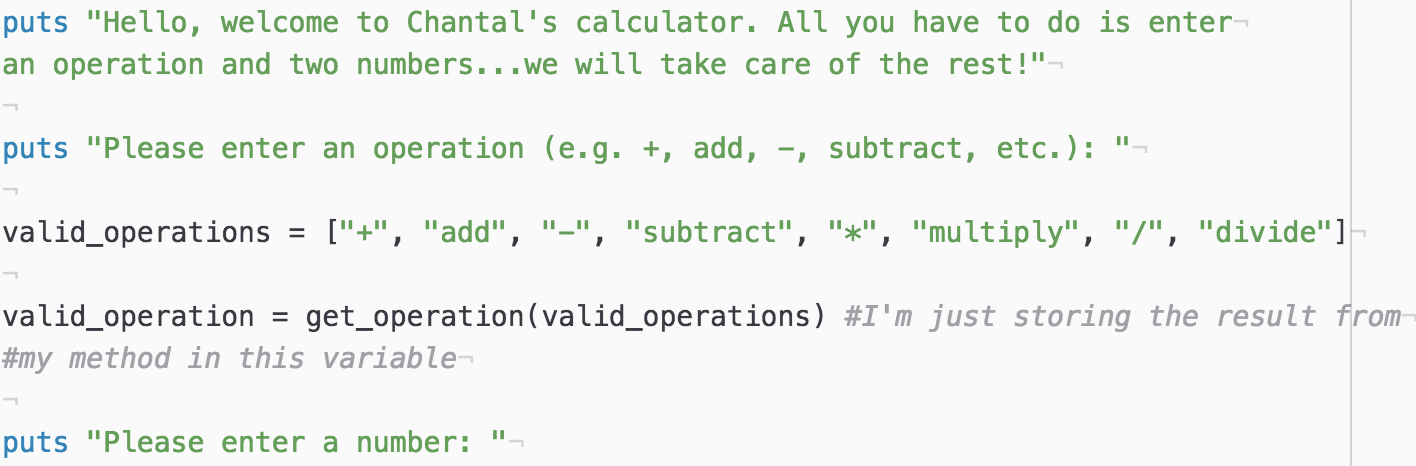 puts "Hello, welcome to Chantal's calculator. All you have to do is enter¬
an operation and two numbers...we will take care of the rest!"¬
¬
puts "Please enter an operation (e.g. +, add, -, subtract, etc.): "¬
¬
valid_operations = ["+", "add", "-", "subtract", "*", "multiply", "/", "divide"]¬
¬
valid_operation = get_operation(valid_operations) #I'm just storing the result from¬
#my method in this variable¬
¬
puts "Please enter a number: "¬